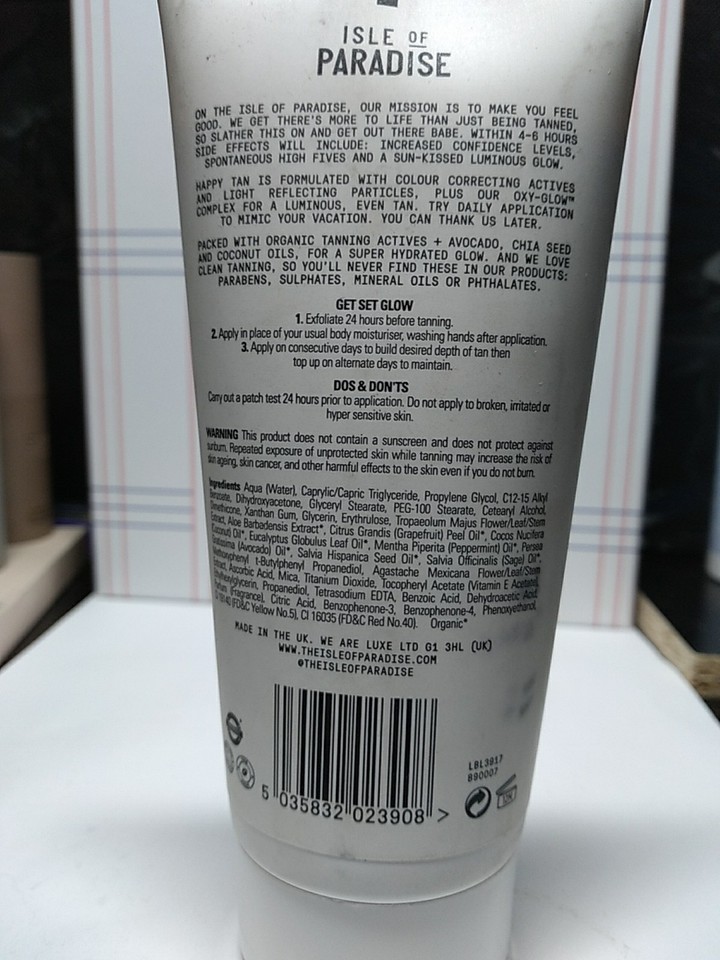 ISLE OF
PARADISE
ON THE ISLE OF PARADISE, OUR MISSION IS TO MAKE YOU FEEL
GOOD. WE GET THERE'S MORE TO LIFE THAN JUST BEING TANNED,
SO SLATHER THIS ON AND GET OUT THERE BABE. WITHIN 4-6 HOURS
SIDE EFFECTS WILL INCLUDE: INCREASED CONFIDENCE LEVELS,
SPONTANEOUS HIGH FIVES AND A SUN-KISSED LUMINOUS GLOW.
HAPPY TAN IS FORMULATED WITH COLOUR CORRECTING ACTIVES
AND LIGHT REFLECTING PARTICLES, PLUS OUR OXY-GLOW™
COMPLEX FOR A LUMINOUS, EVEN TAN. TRY DAILY APPLICATION
TO MIMIC YOUR VACATION. YOU CAN THANK US LATER.
PACKED WITH ORGANIC TANNING ACTIVES + AVOCADO, CHIA SEED
AND COCONUT OILS, FOR A SUPER HYDRATED GLOW. AND WE LOVE
CLEAN TANNING, SO YOU'LL NEVER FIND THESE IN OUR PRODUCTS:
PARABENS, SULPHATES, MINERAL OILS OR PHTHALATES.
GET SET GLOW
1. Exfoliate 24 hours before tanning.
2. Apply in place of your usual body moisturiser, washing hands after application.
3. Apply on consecutive days to build desired depth of tan then
top up on alternate days to maintain.
DOS & DON'TS
Carry out a patch test 24 hours prior to application. Do not apply to broken, irritated or
hyper sensitive skin.
WARNING This product does not contain a sunscreen and does not protect against
sunburn. Repeated exposure of unprotected skin while tanning may increase the risk of
skin ageing, skin cancer, and other harmful effects to the skin even if you do not burn.
Ingredients Aqua (Water), Caprylic/Capric Triglyceride, Propylene Glycol, C12-15 Alkyl
Benzoate, Dihydroxyacetone, Glyceryl Stearate, PEG-100 Stearate, Cetearyl Alcohol,
Dimethicone, Xanthan Gum, Glycerin, Erythrulose, Tropaeolum Majus Flower/Leaf/Stem
Extract, Aloe Barbadensis Extract*, Citrus Grandis (Grapefruit) Peel Oil*, Cocos Nucifera
(Coconut) Oil*, Eucalyptus Globulus Leaf Oil*, Mentha Piperita (Peppermint) Oil*, Persea
Gratissima (Avocado) Oil*, Salvia Hispanica Seed Oil*, Salvia Officinalis (Sage) Oil*,
t-Butylphenyl Propanediol, Agastache Mexicana Flower/Leaf/Stem
Extract, Ascorbic Acid, Mica, Titanium Dioxide, Tocopheryl Acetate (Vitamin E Acetate),
Propanediol, Tetrasodium EDTA, Benzoic Acid, Dehydroacetic Acid,
Parfum (Fragrance), Citric Acid, Benzophenone-3, Benzophenone-4, Phenoxyethanol,
(FD&C Yellow No.5), CI 16035 (FD&C Red No.40). Organic*
MADE IN THE UK. WE ARE LUXE LTD G1 3HL (UK)
WWW.THEISLEOFPARADISE.COM
@THEISLEOFPARADISE
LBL3917
B90007
5 035832 023908 >